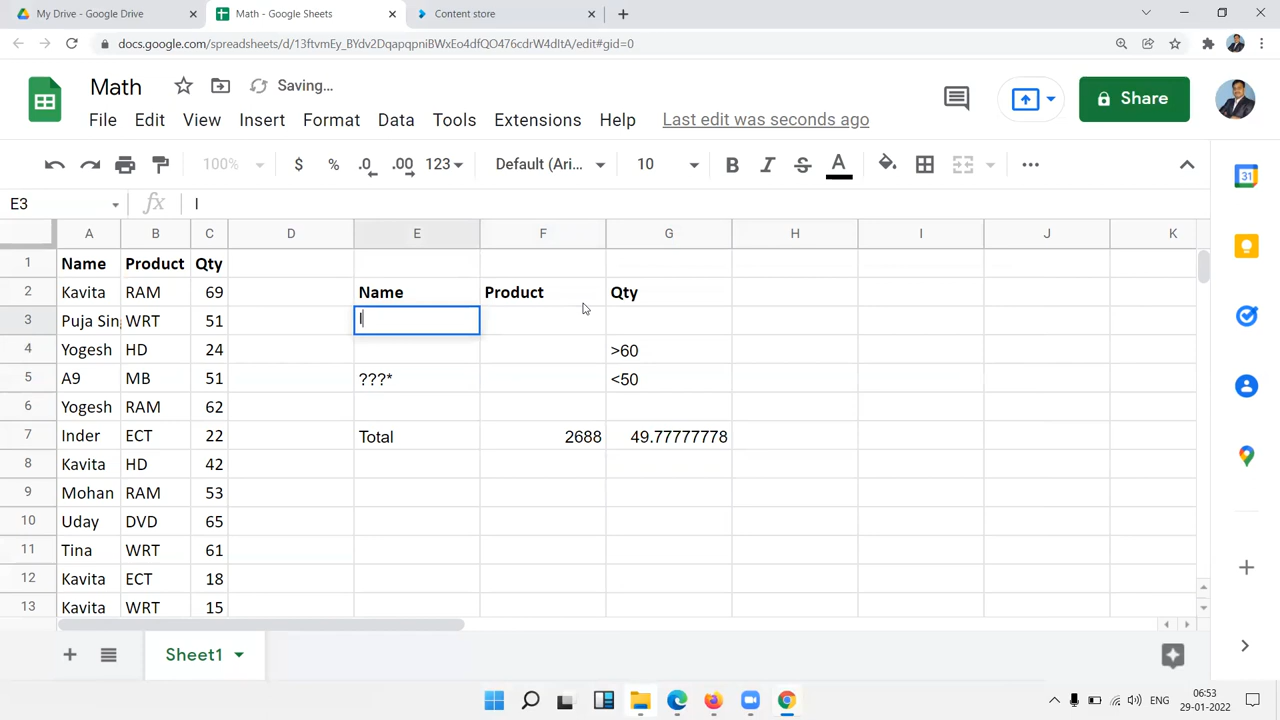 My Drive - Google Drive
Math - Google Sheets
Content store
docs.google.com/spreadsheets/d/13ftvmEy_BYdv2DqapqpniBWxEo4dfQO476cdrW4dItA/edit#gid=0
Math
Saving...
File Edit View Insert Format Data Tools Extensions Help Last edit was seconds ago
Share
100% $ % .0 .00 123 Default (Ari... 10 B I S A
E3 fx I
A B C D E F G H I J K
1 Name Product Qty
2 Kavita RAM 69 Name Product Qty
3 Puja Sing WRT 51 I
4 Yogesh HD 24 >60
5 A9 MB 51 ???* <50
6 Yogesh RAM 62
7 Inder ECT 22 Total 2688 49.77777778
8 Kavita HD 42
9 Mohan RAM 53
10 Uday DVD 65
11 Tina WRT 61
12 Kavita ECT 18
13 Kavita WRT 15
Sheet1
31
ENG
06:53
29-01-2022